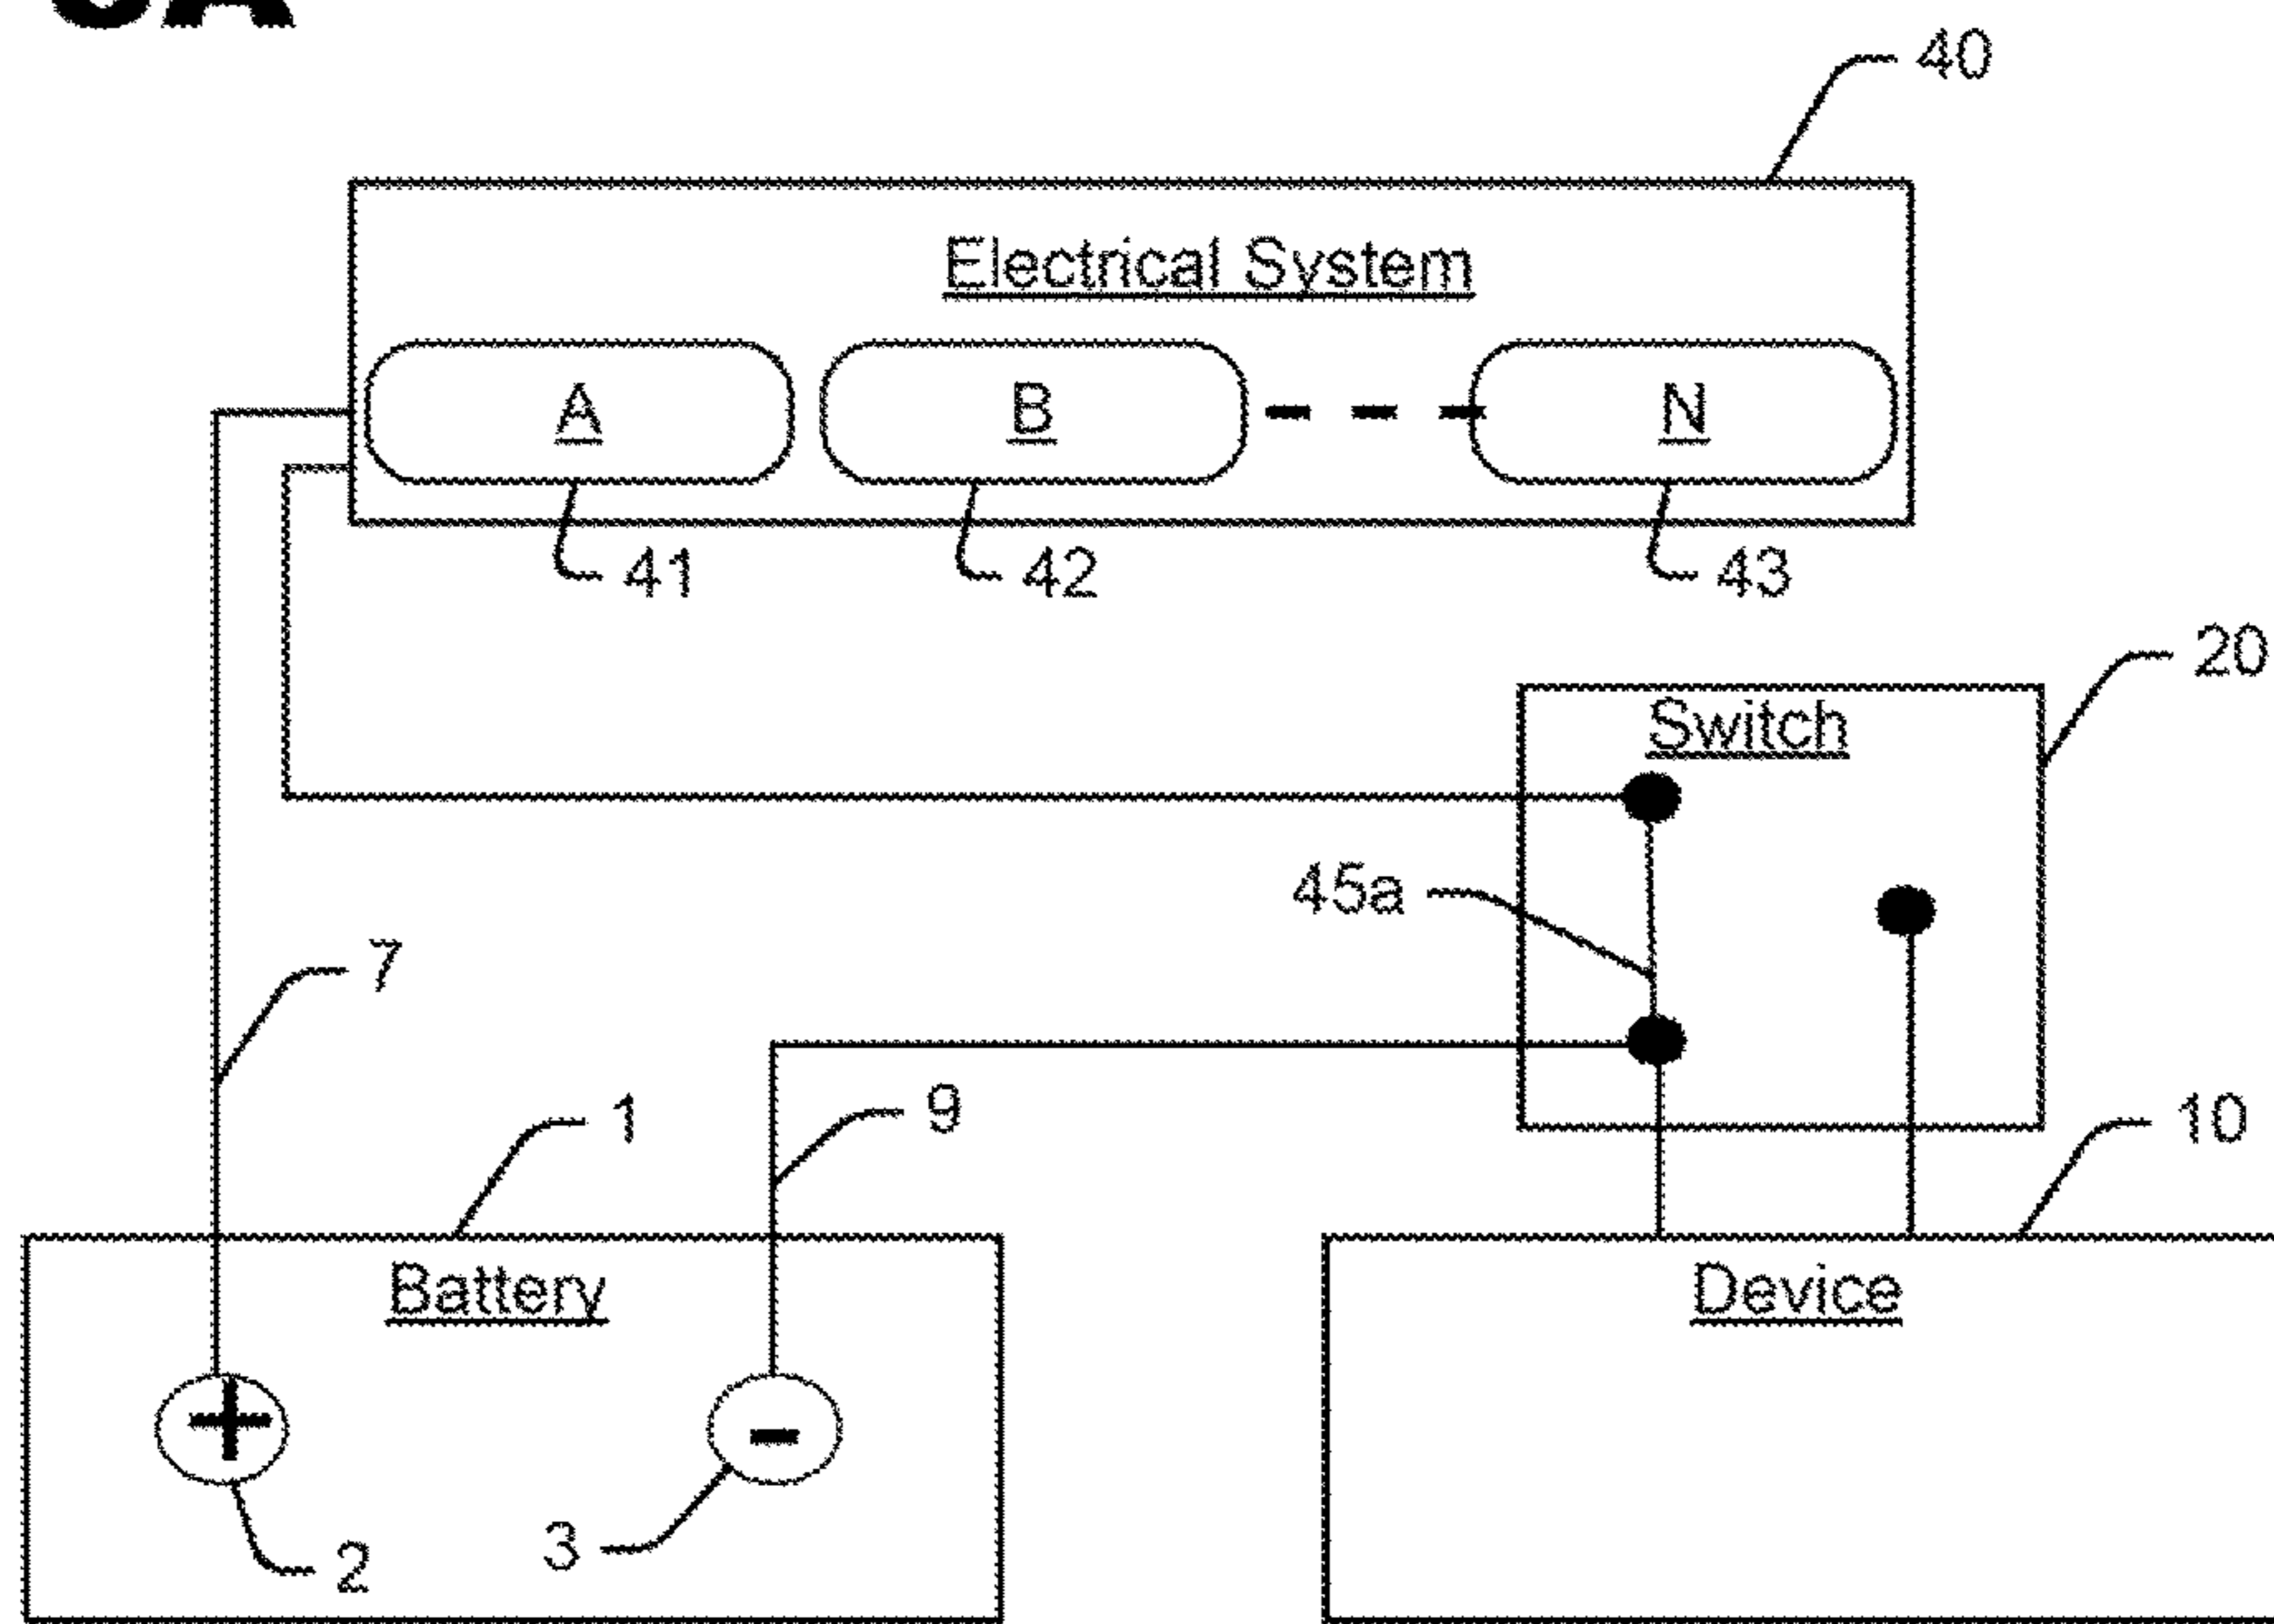 40
Electrical System
A B N
41 42 43
20
Switch
45a
7
1
9
10
Battery
Device
+ -
3
2